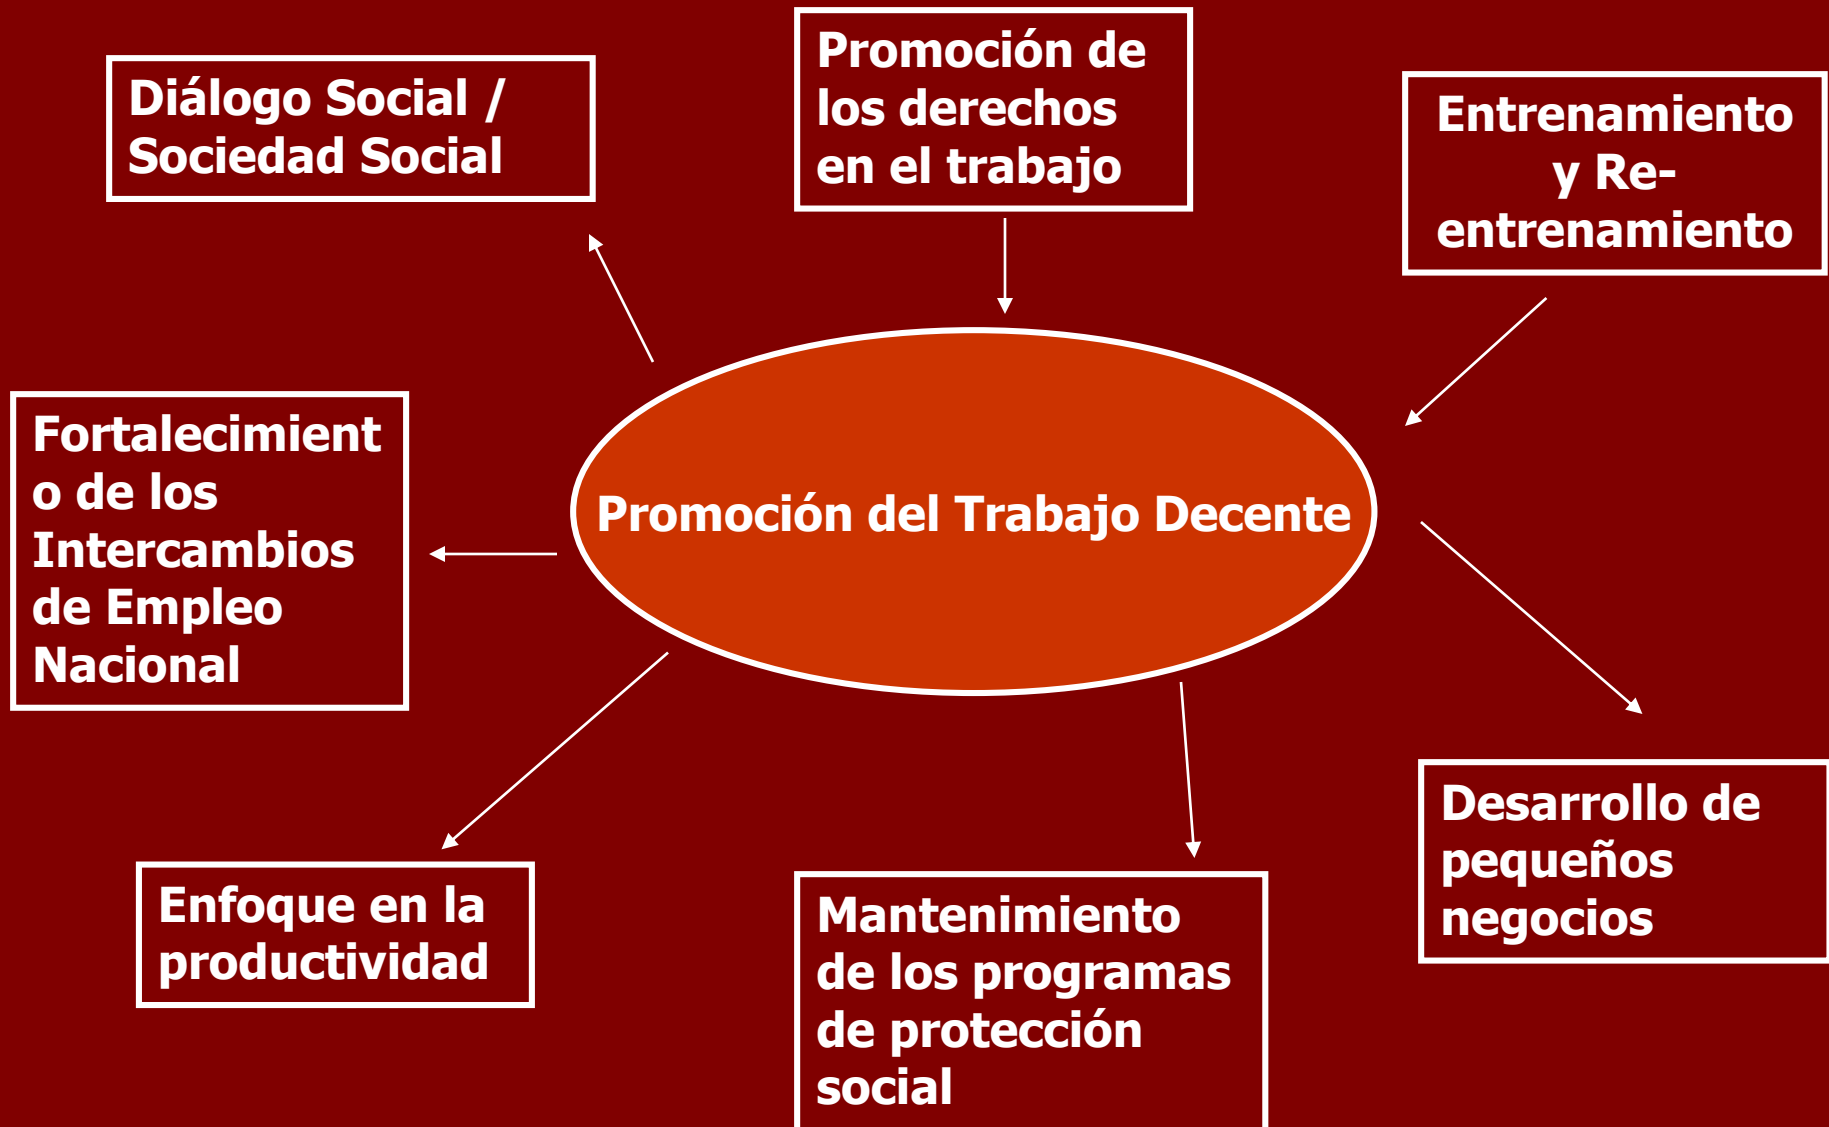 Diálogo Social /
Sociedad Social
Promoción de
los derechos
en el trabajo
Entrenamiento
y Re-
entrenamiento
Fortalecimient
o de los
Intercambios
de Empleo
Nacional
Promoción del Trabajo Decente
Enfoque en la
productividad
Mantenimiento
de los programas
de protección
social
Desarrollo de
pequeños
negocios